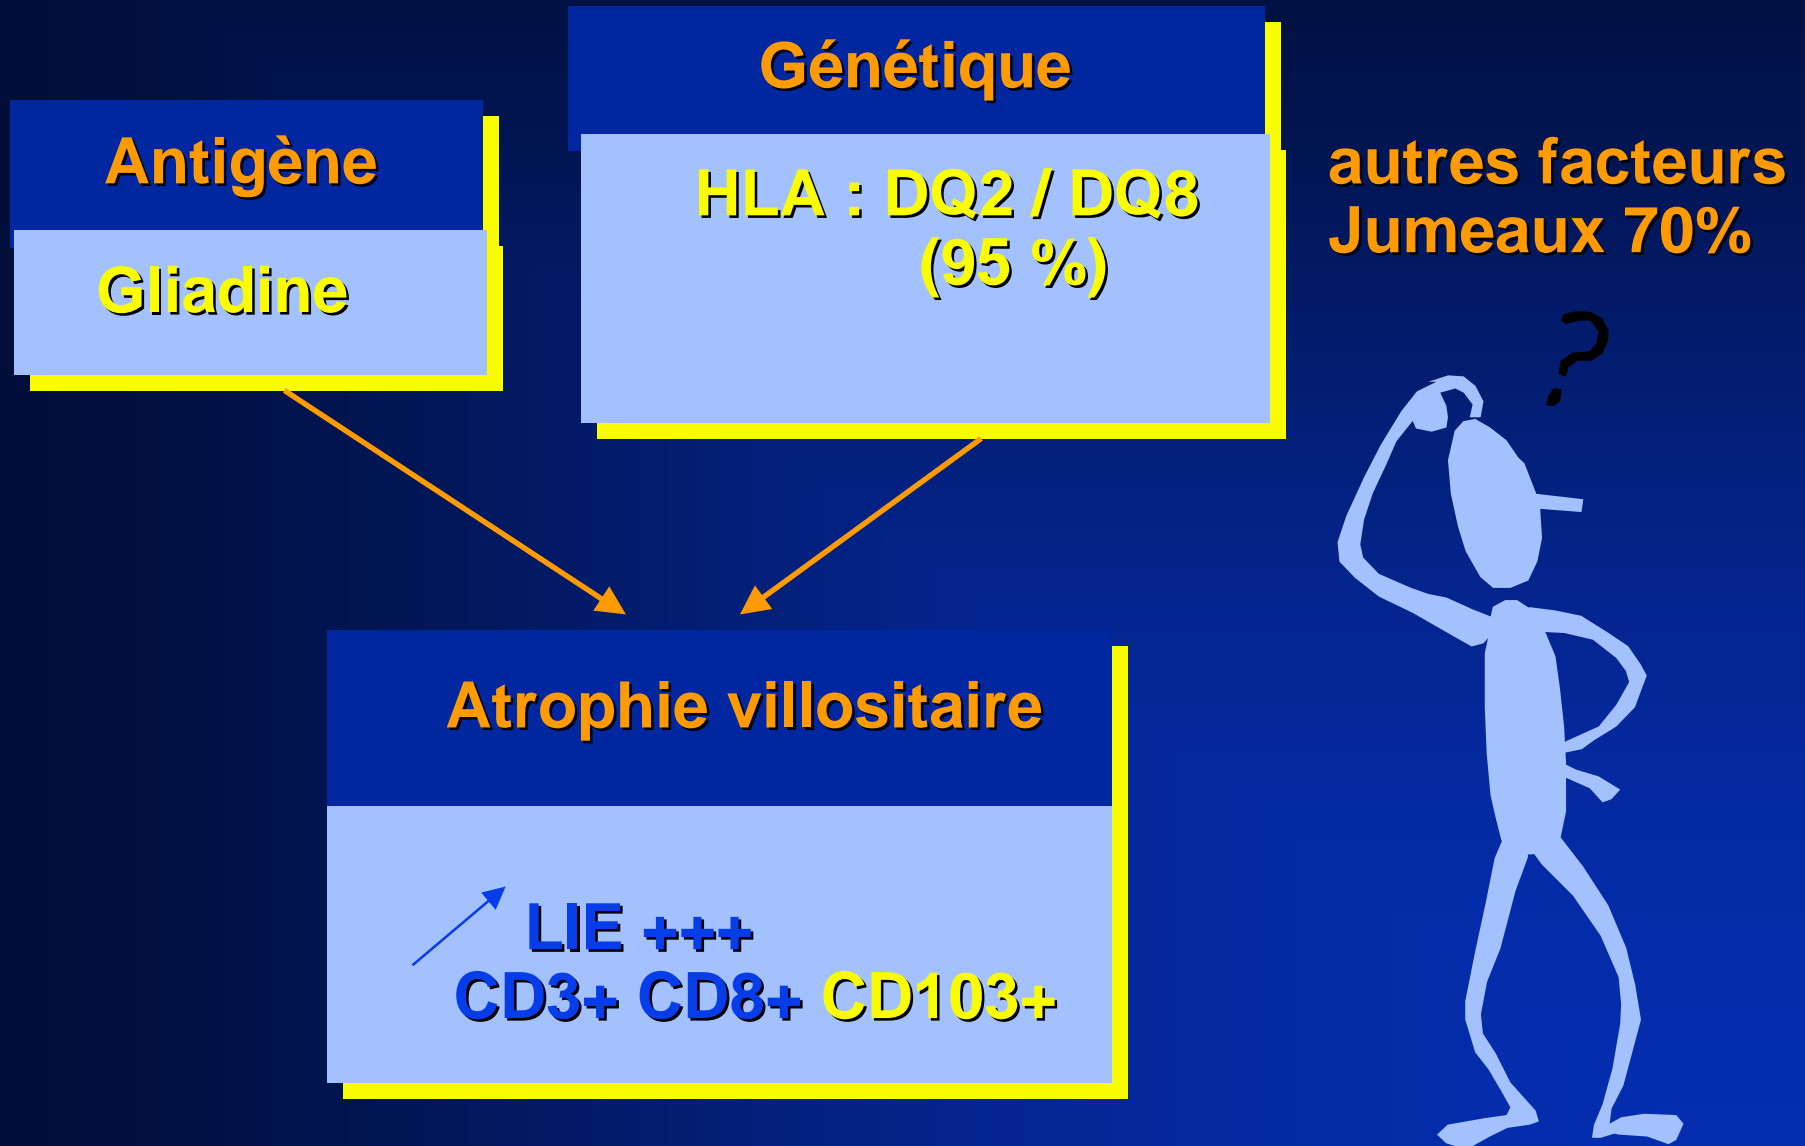 Antigène
Gliadine
Génétique
HLA : DQ2 / DQ8
(95 %)
autres facteurs
Jumeaux 70%
?
Atrophie villositaire
LIE +++
CD3+ CD8+ CD103+